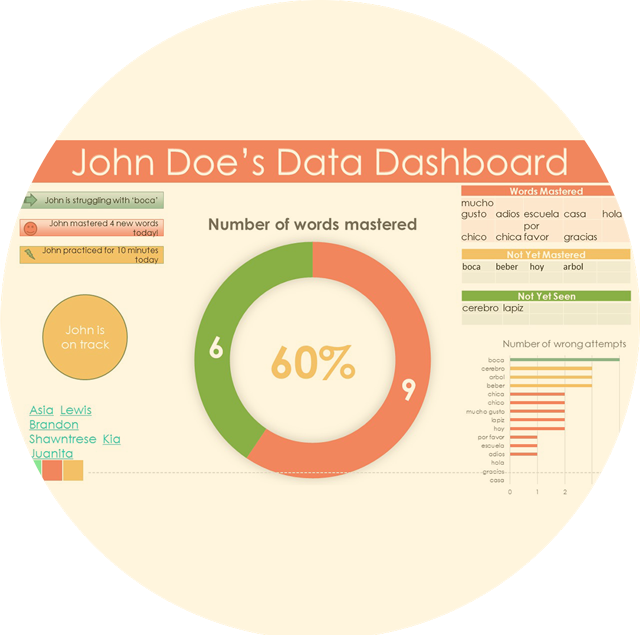 John Doe's Data Dashboard
John is struggling with 'boca'
John mastered 4 new words
today!
John practiced for 10 minutes
today
John is
on track
Asia Lewis
Brandon
Shawntrese Kia
Juanita
Number of words mastered
6
60%
9
Words Mastered
mucho
gusto adios escuela casa hola
por
chico chica favor gracias
Not Yet Mastered
boca beber hoy arbol
Not Yet Seen
cerebro lapiz
Number of wrong attempts
boca
cerebro
arbol
beber
chica
chico
mucho gusto
lapiz
hoy
por favor
escuela
adios
hola
gracias
casa
0 1 2